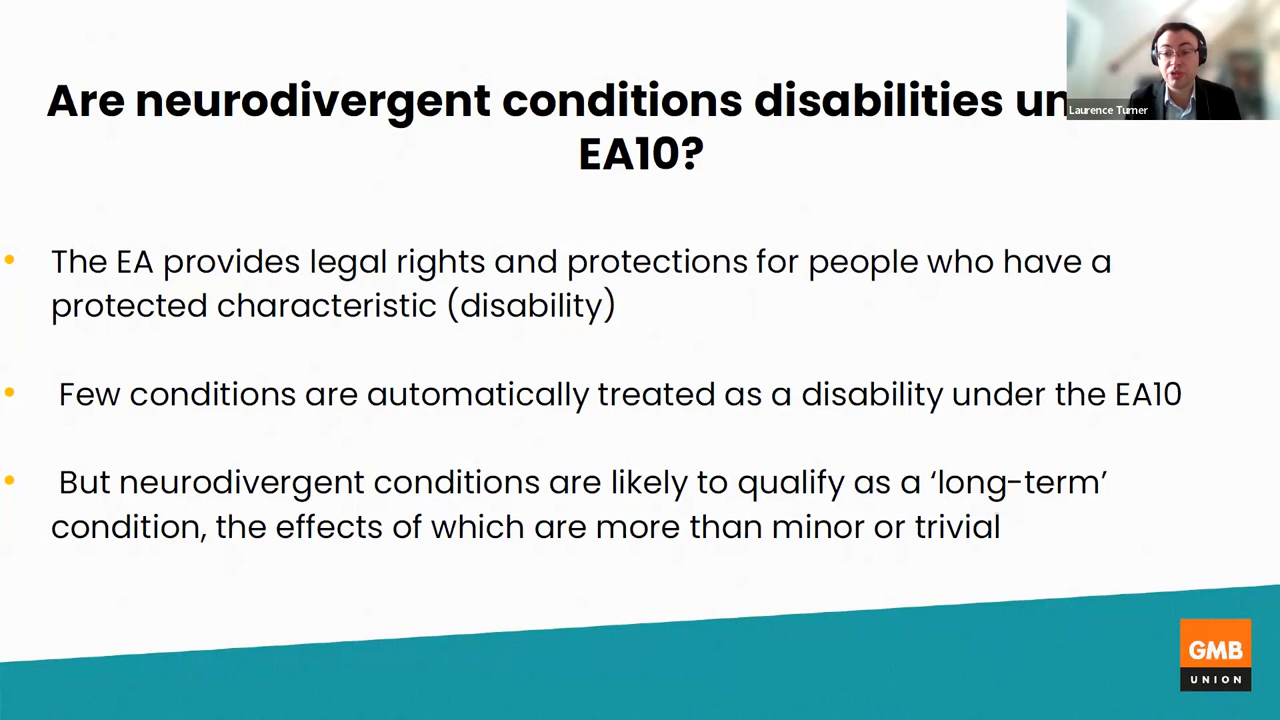 Are neurodivergent conditions disabilities un
EA10?
Laurence Turner
• The EA provides legal rights and protections for people who have a
protected characteristic (disability)
• Few conditions are automatically treated as a disability under the EA10
• But neurodivergent conditions are likely to qualify as a ‘long-term’
condition, the effects of which are more than minor or trivial
GMB
UNION